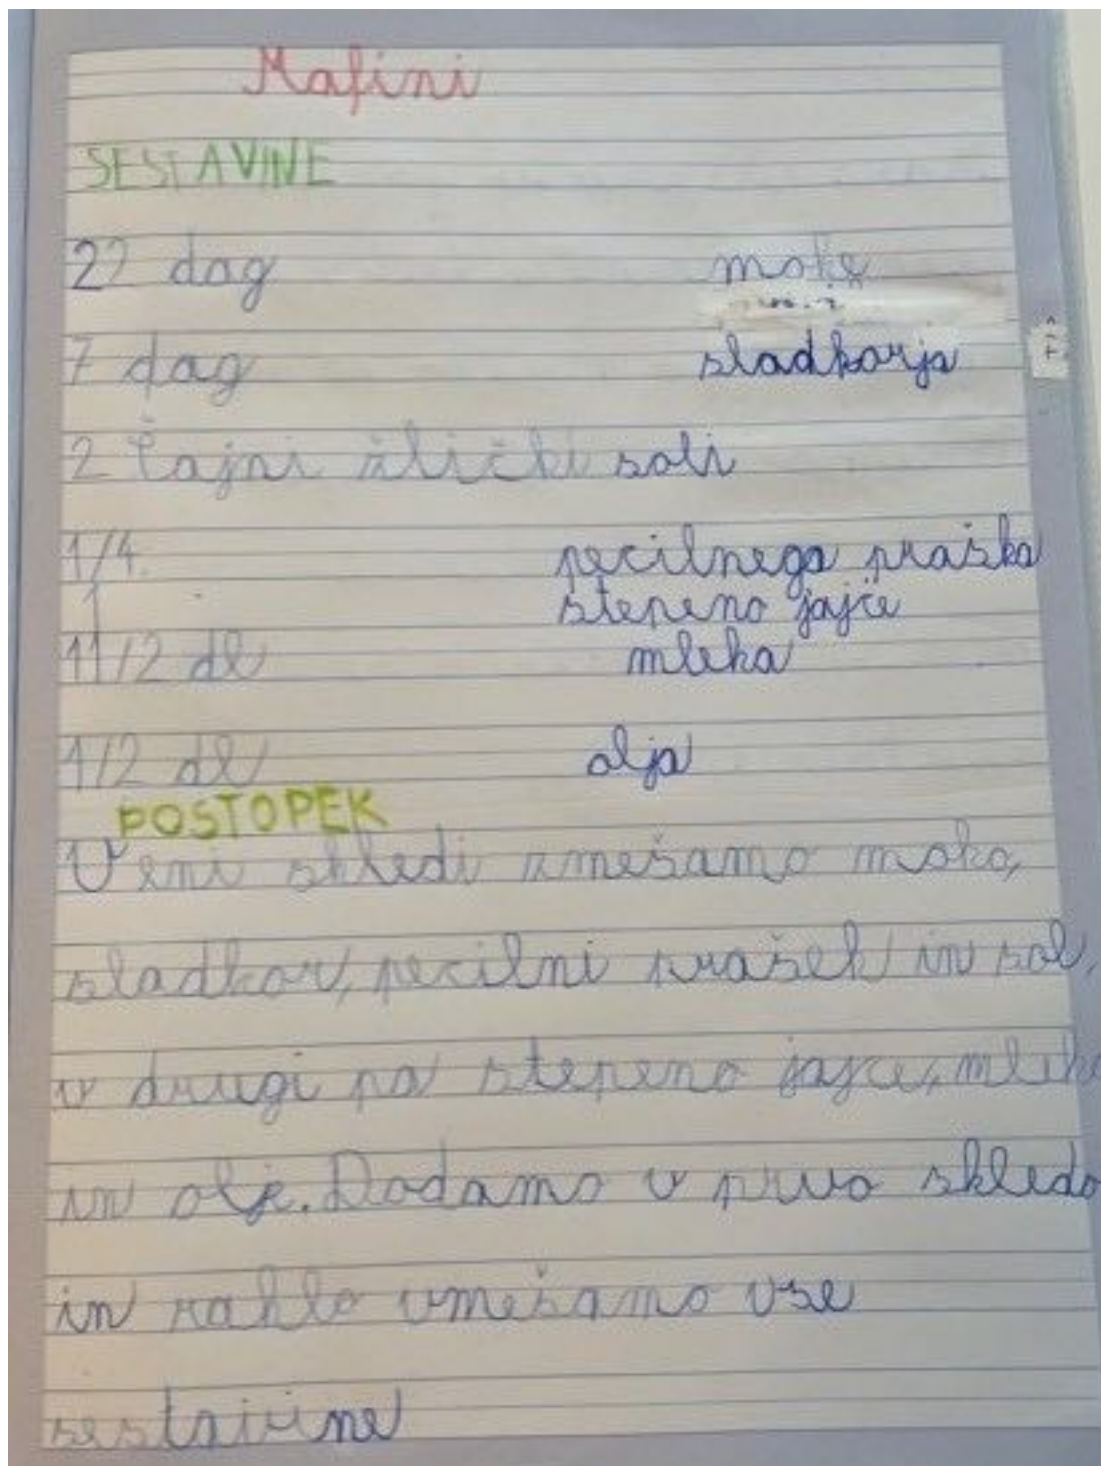 Mafini
SESTAVINE
22 dag moke
7 dag sladkorja
2 čajni žlički soli
1/4. pecilnega praška
1 stepeno jajče
1 1/2 dl mleka
1/2 dl olja
POSTOPEK
V eni skledi zmešamo moko,
sladkor, pecilni prašek in sol,
v drugi pa stepeno jajce, mleko
in olje. Dodamo v prvo skledo
in rahlo vmešamo vse
sestavine